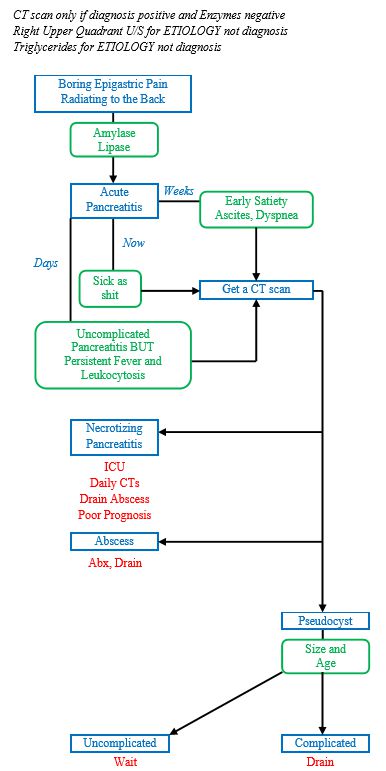 CT scan only if diagnosis positive and Enzymes negative
Right Upper Quadrant U/S for ETIOLOGY not diagnosis
Triglycerides for ETIOLOGY not diagnosis
Boring Epigastric Pain
Radiating to the Back
Amylase
Lipase
Acute
Pancreatitis
Weeks
Early Satiety
Ascites, Dyspnea
Now
Days
Sick as
shit
Get a CT scan
Uncomplicated
Pancreatitis BUT
Persistent Fever and
Leukocytosis
Necrotizing
Pancreatitis
ICU
Daily CTs
Drain Abscess
Poor Prognosis
Abscess
Abx, Drain
Pseudocyst
Size and
Age
Uncomplicated
Wait
Complicated
Drain